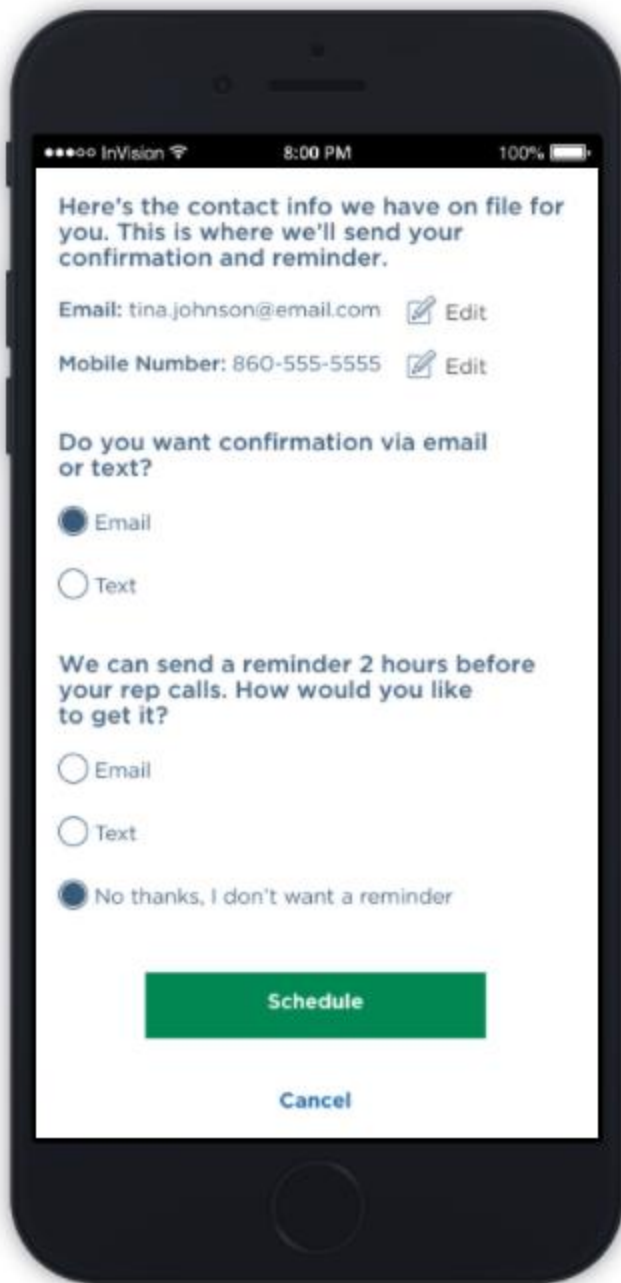 ●●●○○ InVision 8:00 PM 100%
Here's the contact info we have on file for
you. This is where we'll send your
confirmation and reminder.
Email: tina.johnson@email.com Edit
Mobile Number: 860-555-5555 Edit
Do you want confirmation via email
or text?
Email
Text
We can send a reminder 2 hours before
your rep calls. How would you like
to get it?
Email
Text
No thanks, I don't want a reminder
Schedule
Cancel